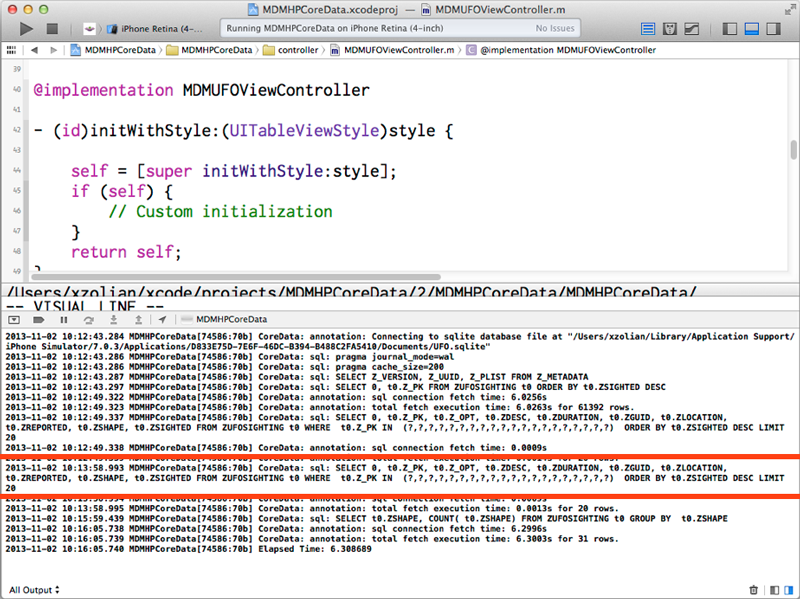 MDMHPCoreData.xcodeproj — MDMUFOViewController.m
iPhone Retina (4-... Running MDMHPCoreData on iPhone Retina (4-inch) No Issues
MDMHPCoreData MDMHPCoreData controller MDMUFOViewController.m C @implementation MDMUFOViewController
39
40 @implementation MDMUFOViewController
41
42 - (id)initWithStyle:(UITableViewStyle)style {
43
44 self = [super initWithStyle:style];
45 if (self) {
46 // Custom initialization
47 }
48 return self;
49 }
/Users/xzolian/xcode/projects/MDMHPCoreData/2/MDMHPCoreData/MDMHPCoreData/
-- VISUAL LINE --
MDMHPCoreData
2013-11-02 10:12:43.284 MDMHPCoreData[74586:70b] CoreData: annotation: Connecting to sqlite database file at "/Users/xzolian/Library/Application Support/
iPhone Simulator/7.0.3/Applications/D833E75D-7E6F-46DC-B394-B488C2FA5410/Documents/UFO.sqlite"
2013-11-02 10:12:43.286 MDMHPCoreData[74586:70b] CoreData: sql: pragma journal_mode=wal
2013-11-02 10:12:43.286 MDMHPCoreData[74586:70b] CoreData: sql: pragma cache_size=200
2013-11-02 10:12:43.287 MDMHPCoreData[74586:70b] CoreData: sql: SELECT Z_VERSION, Z_UUID, Z_PLIST FROM Z_METADATA
2013-11-02 10:12:43.297 MDMHPCoreData[74586:70b] CoreData: sql: SELECT 0, t0.Z_PK FROM ZUFOSIGHTING t0 ORDER BY t0.ZSIGHTED DESC
2013-11-02 10:12:49.322 MDMHPCoreData[74586:70b] CoreData: annotation: sql connection fetch time: 6.0256s
2013-11-02 10:12:49.323 MDMHPCoreData[74586:70b] CoreData: annotation: total fetch execution time: 6.0263s for 61392 rows.
2013-11-02 10:12:49.337 MDMHPCoreData[74586:70b] CoreData: sql: SELECT 0, t0.Z_PK, t0.Z_OPT, t0.ZDESC, t0.ZDURATION, t0.ZGUID, t0.ZLOCATION,
t0.ZREPORTED, t0.ZSHAPE, t0.ZSIGHTED FROM ZUFOSIGHTING t0 WHERE t0.Z_PK IN (?,?,?,?,?,?,?,?,?,?,?,?,?,?,?,?,?,?,?,?) ORDER BY t0.ZSIGHTED DESC LIMIT
20
2013-11-02 10:12:49.338 MDMHPCoreData[74586:70b] CoreData: annotation: sql connection fetch time: 0.0009s
2013-11-02 10:13:58.993 MDMHPCoreData[74586:70b] CoreData: sql: SELECT 0, t0.Z_PK, t0.Z_OPT, t0.ZDESC, t0.ZDURATION, t0.ZGUID, t0.ZLOCATION,
t0.ZREPORTED, t0.ZSHAPE, t0.ZSIGHTED FROM ZUFOSIGHTING t0 WHERE t0.Z_PK IN (?,?,?,?,?,?,?,?,?,?,?,?,?,?,?,?,?,?,?,?) ORDER BY t0.ZSIGHTED DESC LIMIT
20
2013-11-02 10:13:58.995 MDMHPCoreData[74586:70b] CoreData: annotation: total fetch execution time: 0.0013s for 20 rows.
2013-11-02 10:15:59.439 MDMHPCoreData[74586:70b] CoreData: sql: SELECT t0.ZSHAPE, COUNT( t0.ZSHAPE) FROM ZUFOSIGHTING t0 GROUP BY t0.ZSHAPE
2013-11-02 10:16:05.738 MDMHPCoreData[74586:70b] CoreData: annotation: sql connection fetch time: 6.2996s
2013-11-02 10:16:05.739 MDMHPCoreData[74586:70b] CoreData: annotation: total fetch execution time: 6.3003s for 31 rows.
2013-11-02 10:16:05.740 MDMHPCoreData[74586:70b] Elapsed Time: 6.308689
All Output